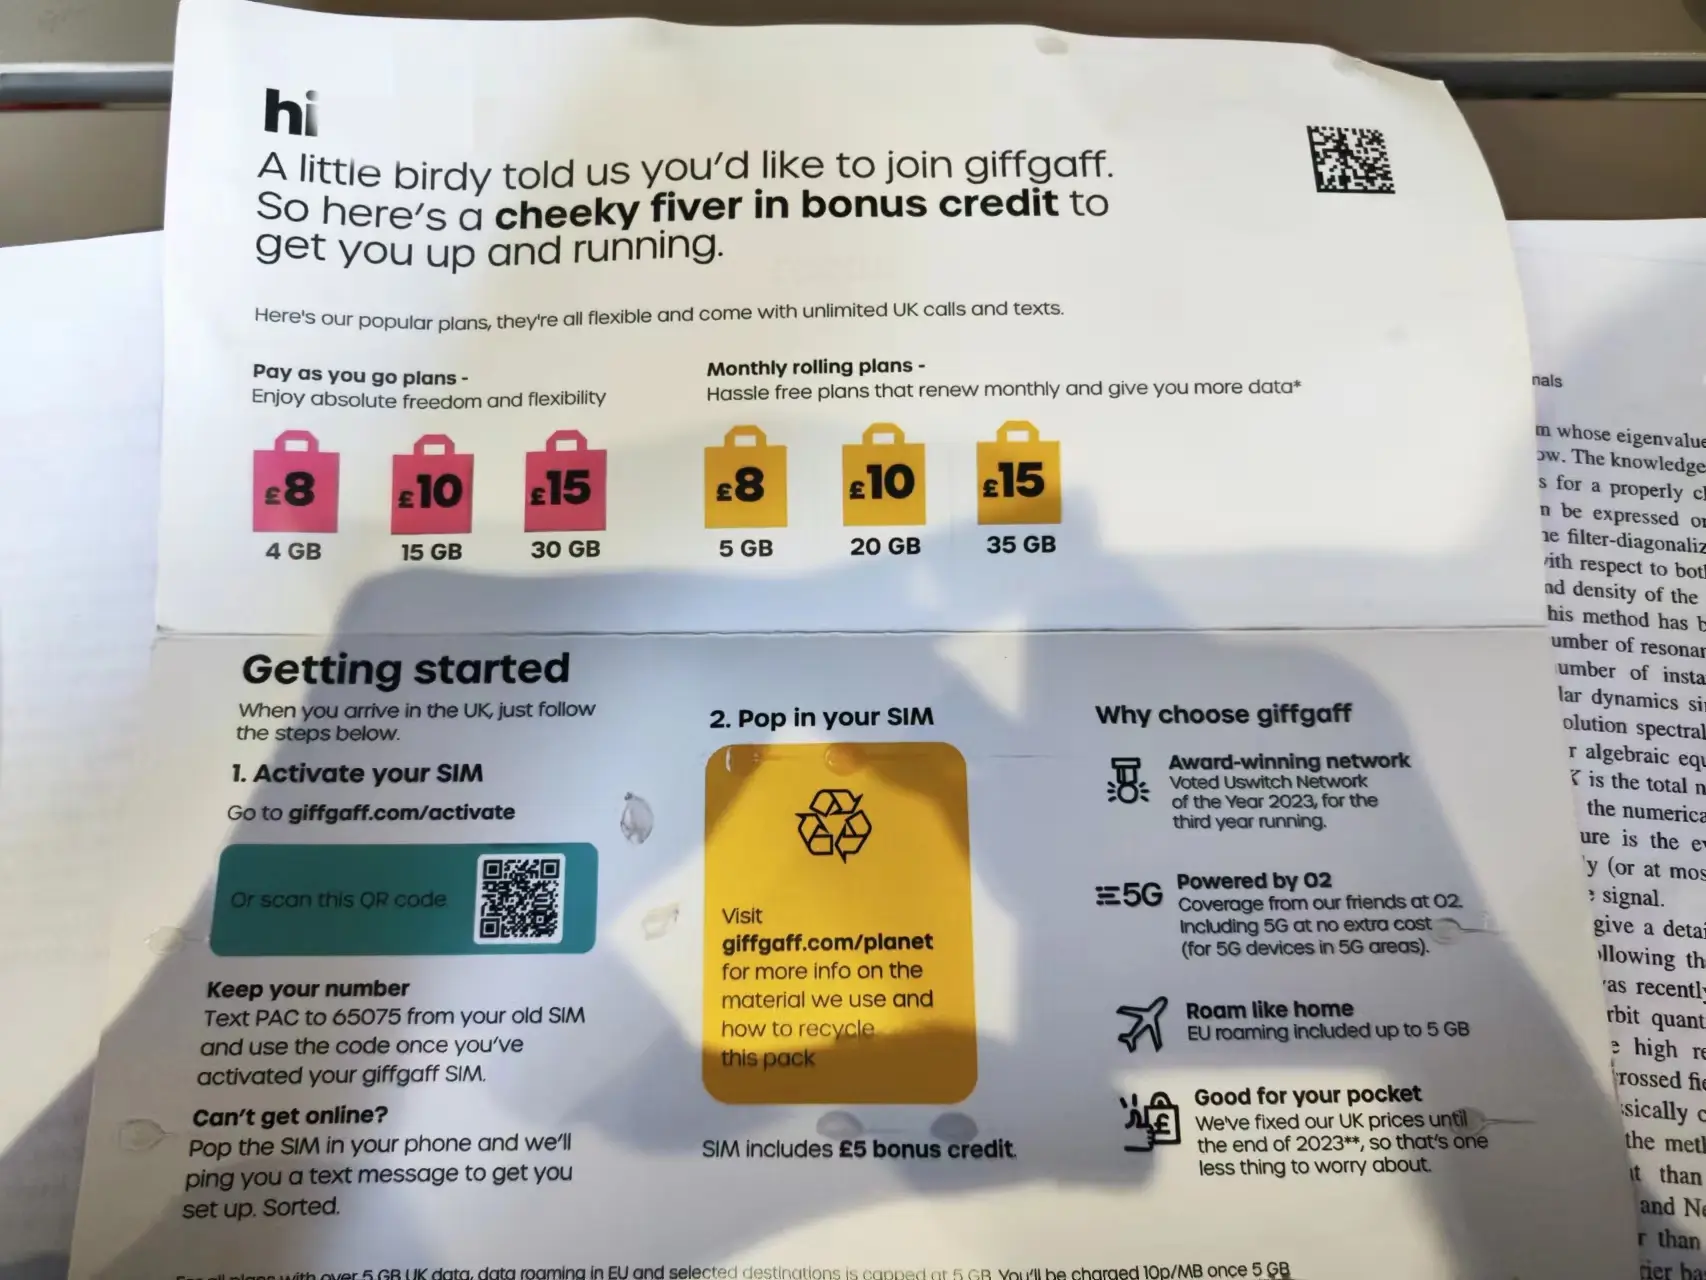 hi
A little birdy told us you'd like to join giffgaff.
So here's a cheeky fiver in bonus credit to
get you up and running.
Here's our popular plans, they're all flexible and come with unlimited UK calls and texts.
Pay as you go plans -
Enjoy absolute freedom and flexibility
£8
£10
£15
4 GB
15 GB
30 GB
Monthly rolling plans -
Hassle free plans that renew monthly and give you more data*
£8
£10
£15
5 GB
20 GB
35 GB
Getting started
When you arrive in the UK, just follow
the steps below.
1. Activate your SIM
Go to giffgaff.com/activate
Or scan this QR code
Keep your number
Text PAC to 65075 from your old SIM
and use the code once you've
activated your giffgaff SIM.
Can't get online?
Pop the SIM in your phone and we'll
ping you a text message to get you
set up. Sorted.
2. Pop in your SIM
Visit
giffgaff.com/planet
for more info on the
material we use and
how to recycle
this pack
SIM includes £5 bonus credit.
Why choose giffgaff
Award-winning network
Voted Uswitch Network
of the Year 2023, for the
third year running.
5G
Powered by O2
Coverage from our friends at O2.
Including 5G at no extra cost
(for 5G devices in 5G areas).
Roam like home
EU roaming included up to 5 GB
Good for your pocket
£
We've fixed our UK prices until
the end of 2023**, so that's one
less thing to worry about.
For all plans with over 5 GB UK data, data roaming in EU and selected destinations is capped at 5 GB. You'll be charged 10p/MB once 5 GB
nals
m whose eigenvalue
ow. The knowledge
s for a properly
n be expressed
he filter-diagonaliz
with respect to
nd density of the
his method has
umber of resonan
umber of insta
lar dynamics
olution spectral
r algebraic equ
K is the total
the numerica
ure is the
y (or at mos
signal.
give a detai
ollowing th
as recently
rbit quant
high re
rossed fie
ssically
the
than
and
r than
rier